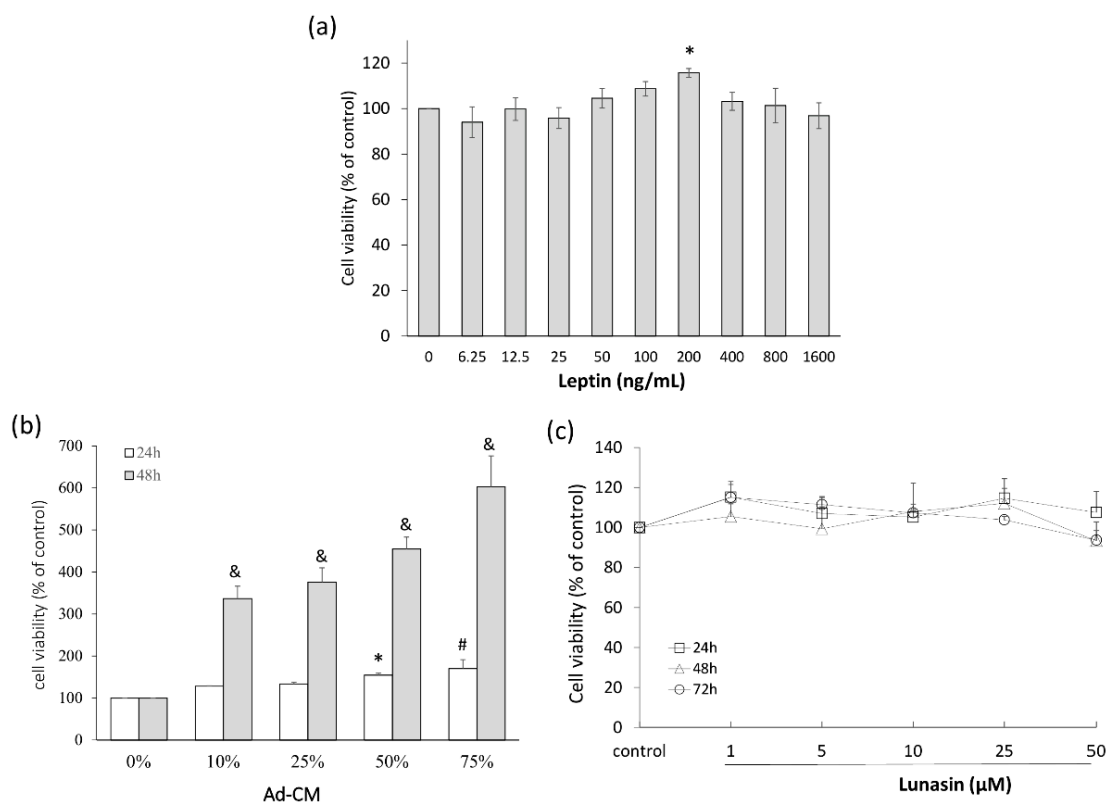 (a)
Cell viability (% of control)
120
100
80
60
40
20
0
*
0 6.25 12.5 25 50 100 200 400 800 1600
Leptin (ng/mL)
(b)
cell viability (% of control)
700
600
500
400
300
200
100
0
24h
48h
& & & * # &
0% 10% 25% 50% 75%
Ad-CM
(c)
Cell viability (% of control)
140
120
100
80
60
40
20
0
24h
48h
72h
control 1 5 10 25 50
Lunasin (µM)